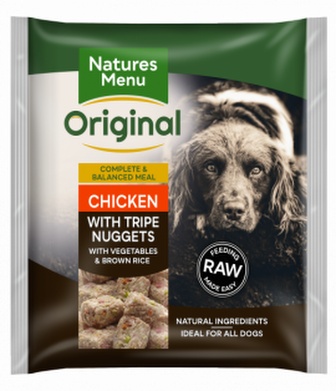 Natures
Menu
Original
COMPLETE &
BALANCED MEAL
CHICKEN
WITH TRIPE
NUGGETS
WITH VEGETABLES
& BROWN RICE
FEEDING
RAW
MADE EASY
NATURAL INGREDIENTS
IDEAL FOR ALL DOGS